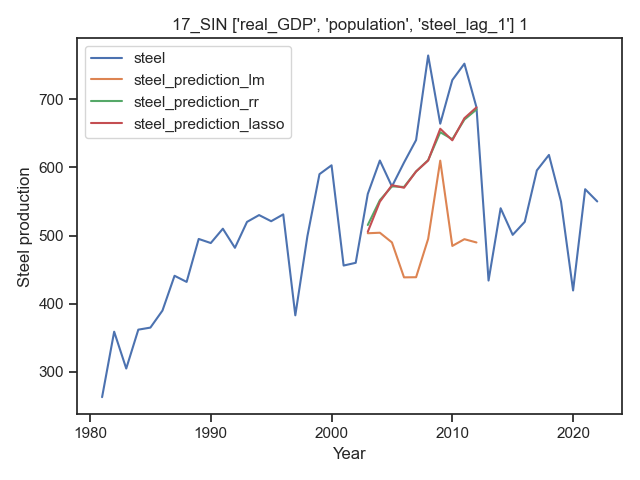 17_SIN ['real_GDP', 'population', 'steel_lag_1'] 1
steel
steel_prediction_lm
steel_prediction_rr
steel_prediction_lasso
Steel production
700
600
500
400
300
1980
1990
2000
2010
2020
Year